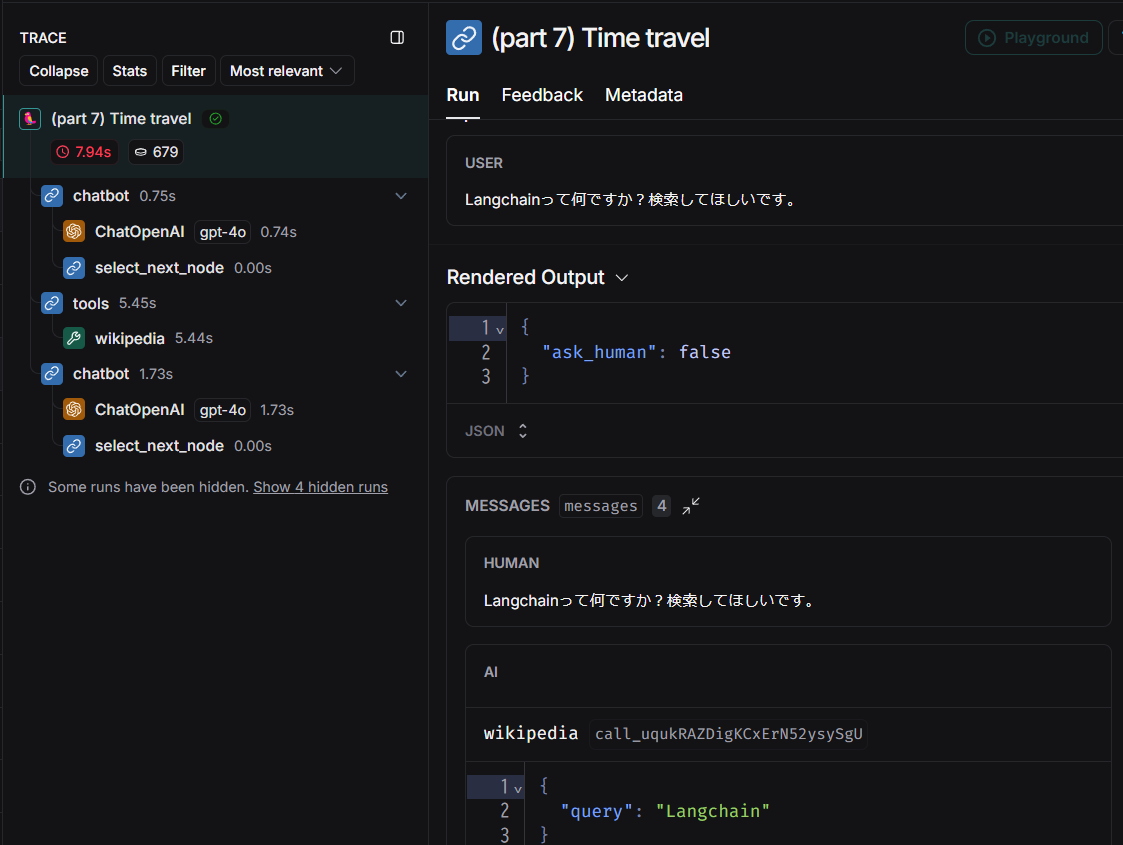 TRACE
Collapse
Stats
Filter
Most relevant
(part 7) Time travel
7.94s
679
chatbot 0.75s
ChatOpenAI gpt-4o 0.74s
select_next_node 0.00s
tools 5.45s
wikipedia 5.44s
chatbot 1.73s
ChatOpenAI gpt-4o 1.73s
select_next_node 0.00s
Some runs have been hidden. Show 4 hidden runs
(part 7) Time travel
Playground
Run
Feedback
Metadata
USER
Langchainって何ですか？検索してほしいです。
Rendered Output
1 {
2 "ask_human": false
3 }
JSON
MESSAGES messages 4
HUMAN
Langchainって何ですか？検索してほしいです。
AI
wikipedia call_uqukRAZDigKCxErN52ysySgU
1 {
2 "query": "Langchain"
3 }